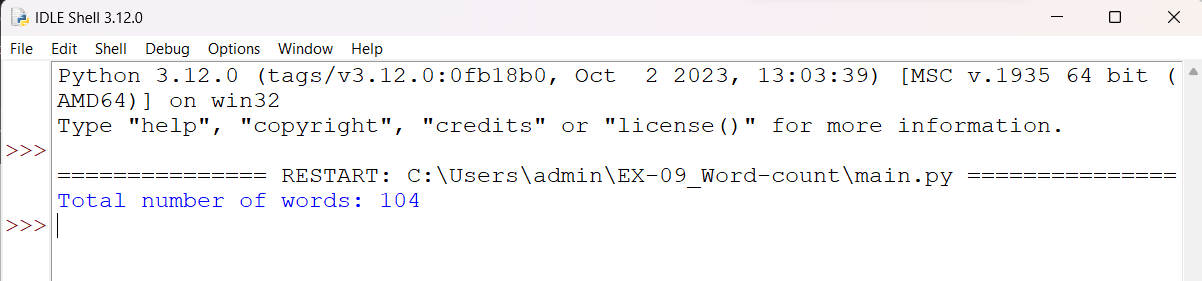 IDLE Shell 3.12.0
File Edit Shell Debug Options Window Help
Python 3.12.0 (tags/v3.12.0:0fb18b0, Oct  2 2023, 13:03:39) [MSC v.1935 64 bit (
AMD64)] on win32
Type "help", "copyright", "credits" or "license()" for more information.
>>>
=============== RESTART: C:\Users\admin\EX-09_Word-count\main.py ===============
Total number of words: 104
>>>